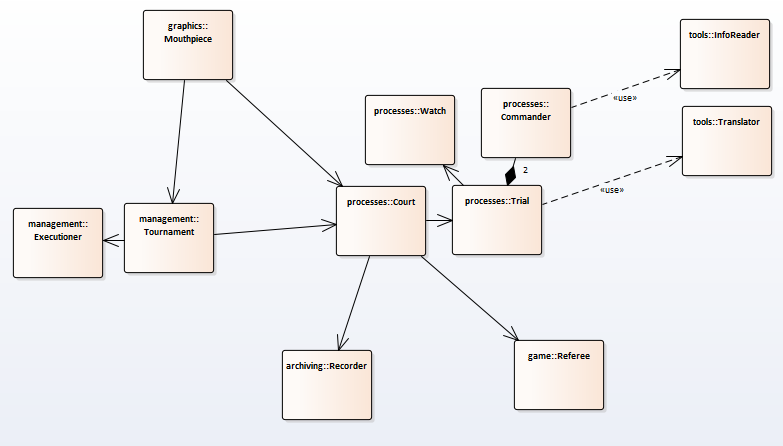 graphics::
Mouthpiece
tools::InfoReader
processes::Watch
processes::
Commander
«use»
tools::Translator
2
«use»
processes::Court
processes::Trial
management::
Executioner
management::
Tournament
archiving::Recorder
game::Referee